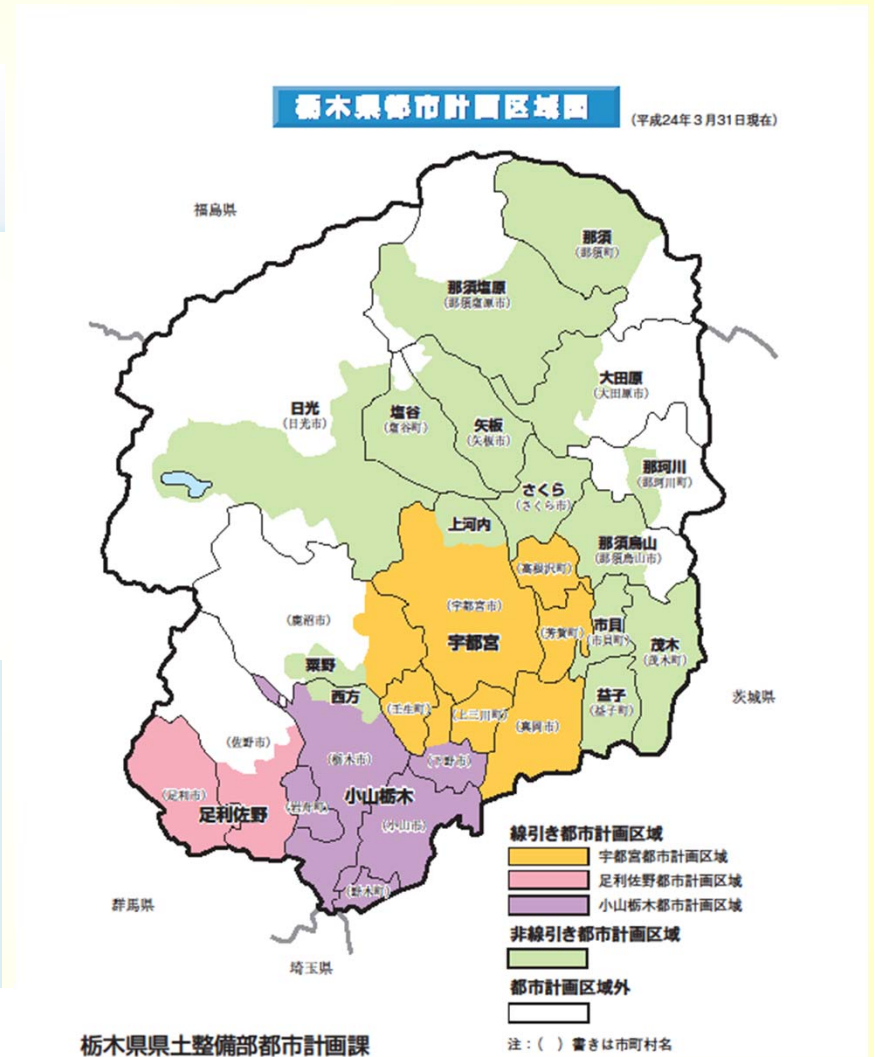 栃木県都市計画区域図
(平成24年3月31日現在)
福島県
那須
(那須町)
那須塩原
(那須塩原市)
大田原
(大田原市)
日光
(日光市)
塩谷
(塩谷町)
矢板
(矢板市)
那珂川
(那珂川町)
さくら
(さくら市)
上河内
那須烏山
(那須烏山市)
(高根沢町)
(宇都宮市)
宇都宮
(鹿沼市)
(芳賀町)
市貝
(市貝町)
茂木
(茂木町)
粟野
西方
益子
(益子町)
茨城県
(壬生町)
(上三川町)
(真岡市)
(佐野市)
(栃木市)
(下野市)
(足利市)
足利佐野
(岩舟町)
小山栃木
(小山市)
(野木町)
群馬県
埼玉県
線引き都市計画区域
宇都宮都市計画区域
足利佐野都市計画区域
小山栃木都市計画区域
非線引き都市計画区域
都市計画区域外
栃木県県土整備部都市計画課
注:( )書きは市町村名